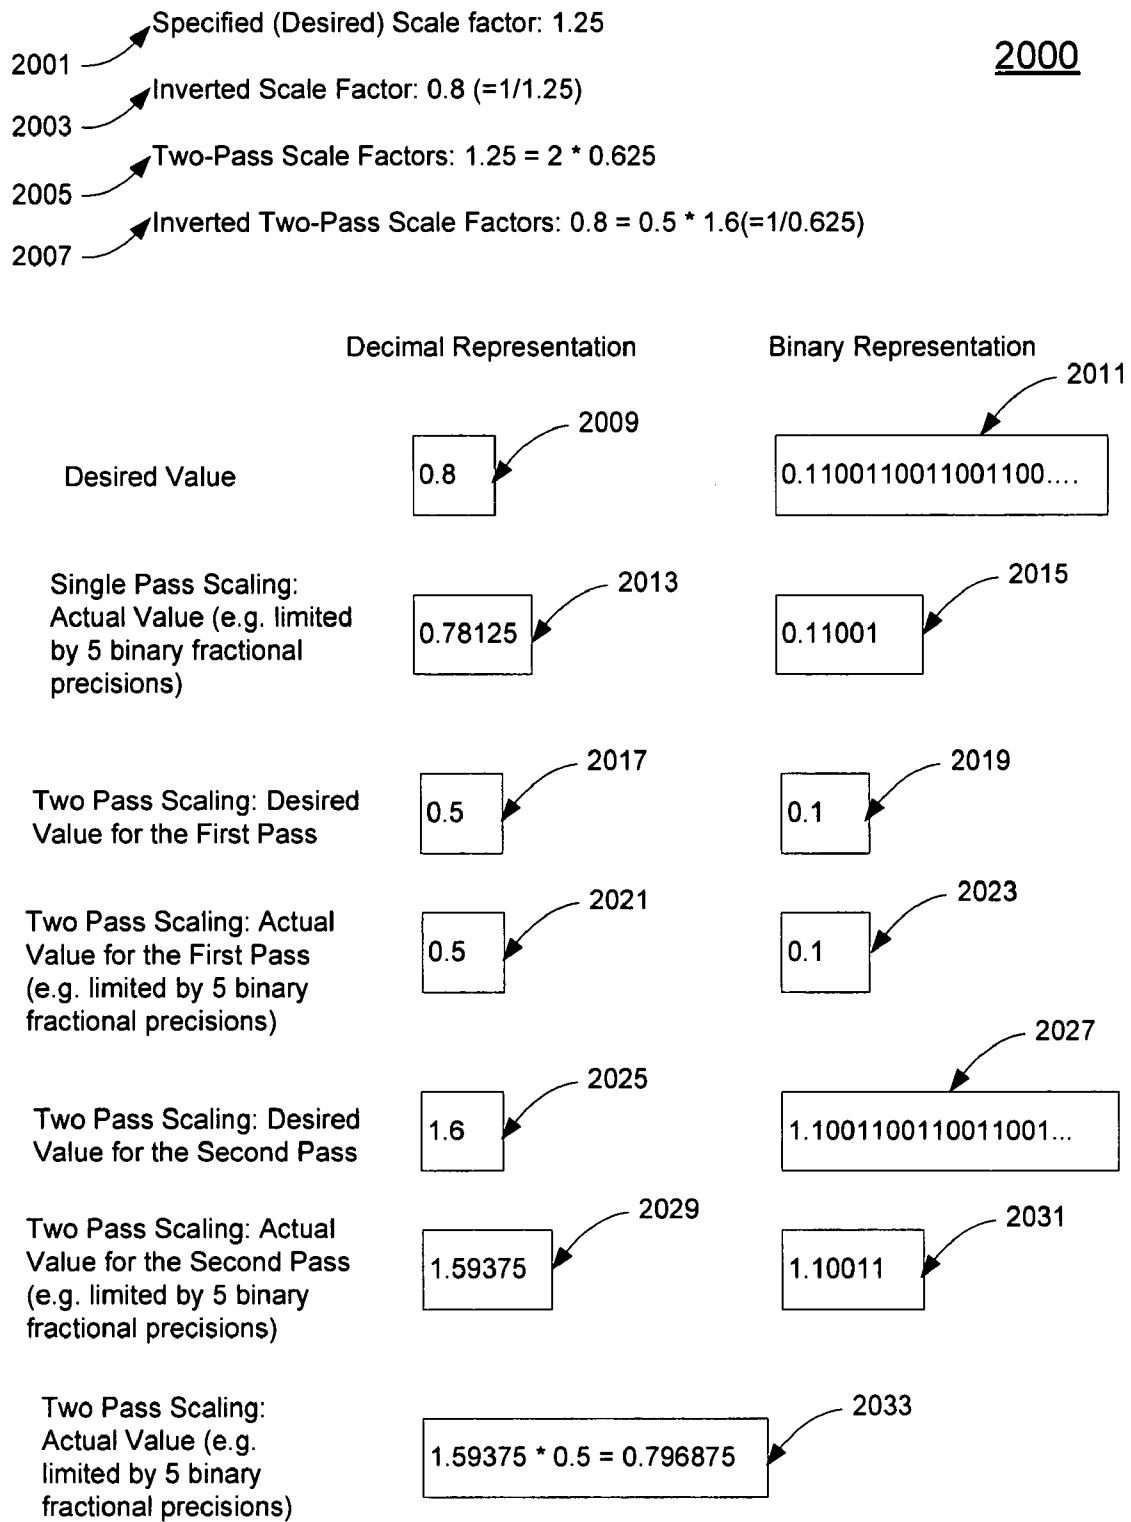 Specified (Desired) Scale factor: 1.25
2000
2001
Inverted Scale Factor: 0.8 (=1/1.25)
2003
Two-Pass Scale Factors: 1.25 = 2 * 0.625
2005
Inverted Two-Pass Scale Factors: 0.8 = 0.5 * 1.6(=1/0.625)
2007
Decimal Representation
Binary Representation
2011
2009
Desired Value
0.8
0.1100110011001100....
Single Pass Scaling:
Actual Value (e.g. limited
by 5 binary fractional
precisions)
2013
0.78125
2015
0.11001
Two Pass Scaling: Desired
Value for the First Pass
2017
0.5
2019
0.1
Two Pass Scaling: Actual
Value for the First Pass
(e.g. limited by 5 binary
fractional precisions)
2021
0.5
2023
0.1
2027
Two Pass Scaling: Desired
Value for the Second Pass
2025
1.6
1.1001100110011001...
Two Pass Scaling: Actual
Value for the Second Pass
(e.g. limited by 5 binary
fractional precisions)
2029
1.59375
2031
1.10011
Two Pass Scaling:
Actual Value (e.g.
limited by 5 binary
fractional precisions)
2033
1.59375 * 0.5 = 0.796875